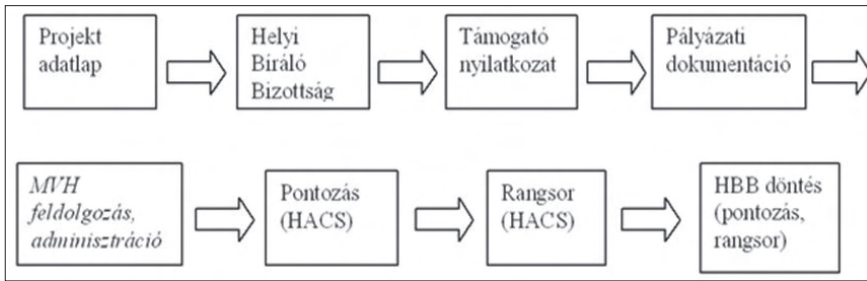 Projekt
adatlap
Helyi
Biráló
Bizottság
Támogató
nyilatkozat
Pályázati
dokumentáció
MVH
feldolgozás,
adminisztráció
Pontozás
(HACS)
Rangsor
(HACS)
HBB döntés
(pontozás,
rangsor)